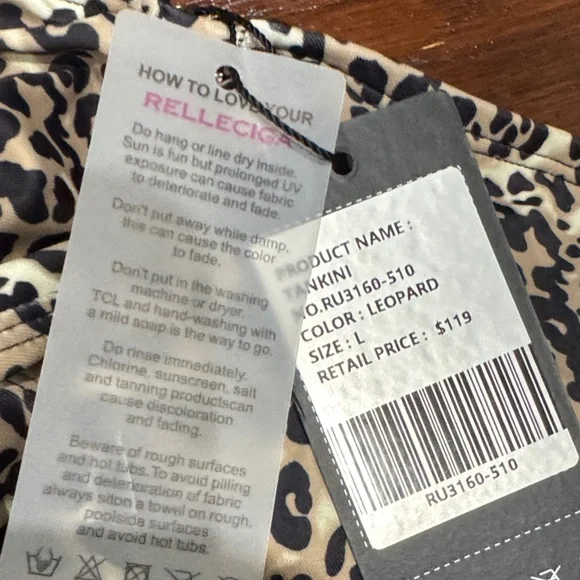 HOW TO LOVE YOUR
RELLECIGA
Do hang or line dry inside.
Sun is fun but prolonged UV
exposure can cause fabric
to deteriorate and fade.
Don't put away while damp,
this can cause the color
to fade.
Don't put in the washing
machine or dryer.
TCL and hand-washing with
a mild soap is the way to go.
Do rinse immediately.
Chlorine, sunscreen, salt
and tanning productscan
cause discoloration
and fading.
Beware of rough surfaces
and hot tubs. To avoid pilling
and deterioration of fabric
always siton a towel on rough.
poolside surfaces
and avoid hot tubs.
PRODUCT NAME :
TANKINI
NO.RU3160-510
COLOR : LEOPARD
SIZE : L
RETAIL PRICE : $119
RU3160-510